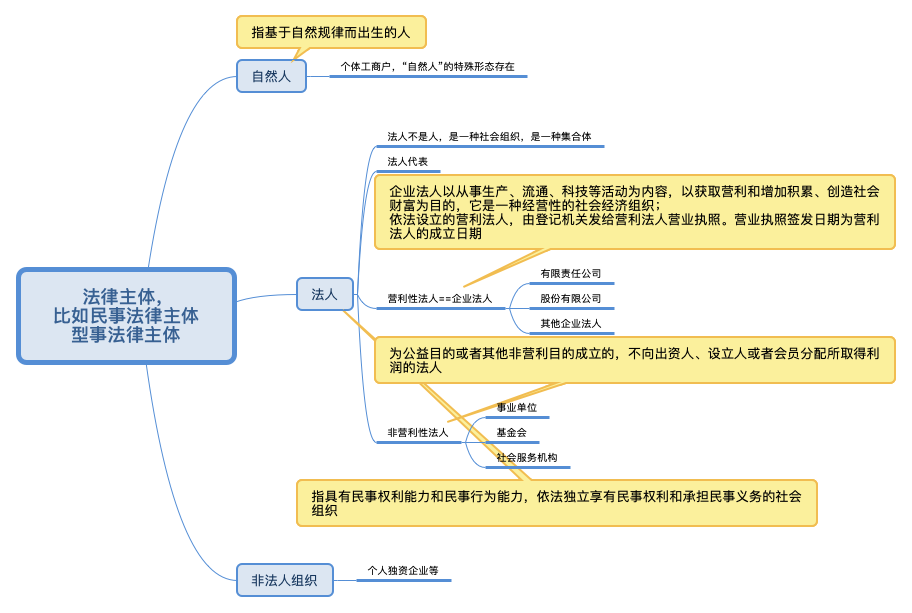 指基于自然规律而出生的人
自然人
个体工商户，“自然人”的特殊形态存在
法人不是人，是一种社会组织，是一种集合体
法人代表
企业法人以从事生产、流通、科技等活动为内容，以获取营利和增加积累、创造社会
财富为目的，它是一种经营性的社会经济组织；
依法设立的营利法人，由登记机关发给营利法人营业执照。营业执照签发日期为营利
法人的成立日期
法律主体，
比如民事法律主体
型事法律主体
法人
营利性法人==企业法人
有限责任公司
股份有限公司
其他企业法人
为公益目的或者其他非营利目的成立的，不向出资人、设立人或者会员分配所取得利
润的法人
非营利性法人
事业单位
基金会
社会服务机构
指具有民事权利能力和民事行为能力，依法独立享有民事权利和承担民事义务的社会
组织
非法人组织
个人独资企业等